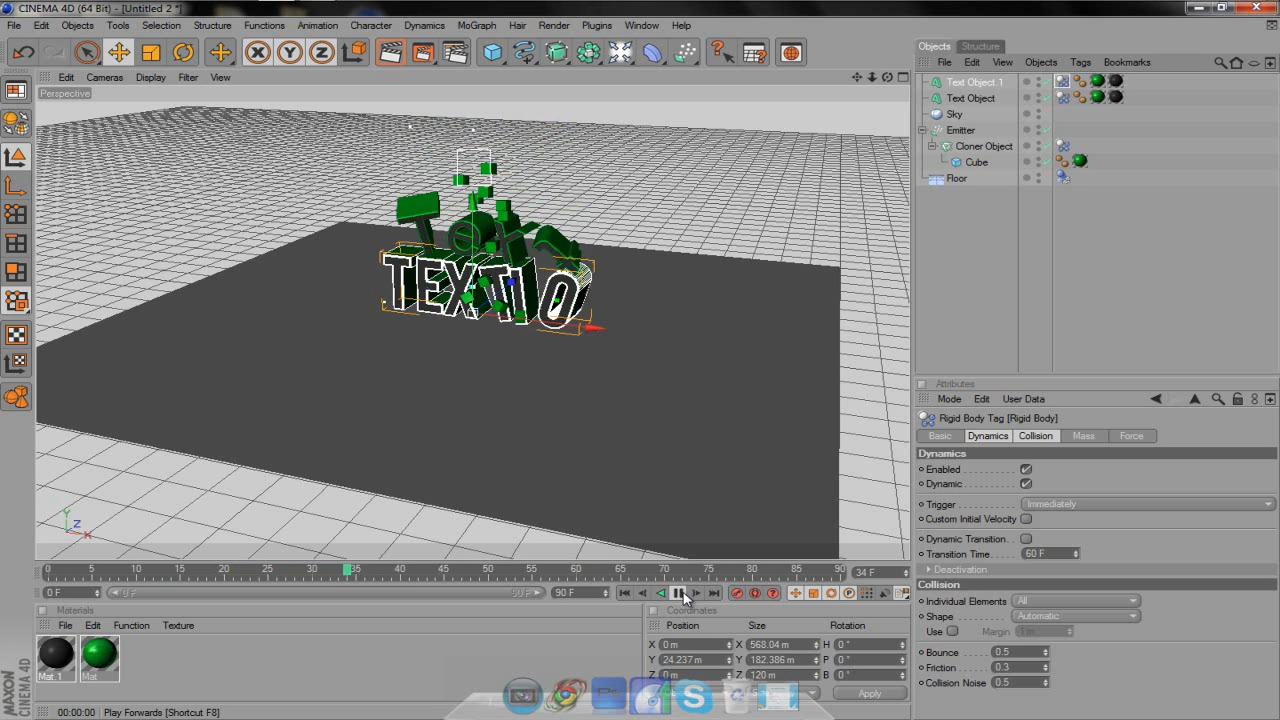 CINEMA 4D (64 Bit) - [Untitled 2 *]
File Edit Objects Tools Selection Structure Functions Animation Character Dynamics MoGraph Hair Render Plugins Window Help
X Y Z
Edit Cameras Display Filter View
Perspective
TEXT
TEXT
O
Y
Z
X
0 5 10 15 20 25 30 35 40 45 50 55 60 65 70 75 80 85 90
34 F
0 F
0 F
90 F
90 F
Materials
File Edit Function Texture
Mat.1
Mat
Coordinates
Position Size Rotation
X 0 m X 568.04 m H 0 °
Y 24.237 m Y 182.386 m P 0 °
Z 0 m Z 120 m B 0 °
Apply
MAXON
CINEMA 4D
00:00:00 Play Forwards [Shortcut F8]
Objects Structure
File Edit View Objects Tags Bookmarks
Text Object.1
Text Object
Sky
Emitter
Cloner Object
Cube
Floor
Attributes
Mode Edit User Data
Rigid Body Tag [Rigid Body]
Basic Dynamics Collision Mass Force
Dynamics
Enabled
Dynamic
Trigger Immediately
Custom Initial Velocity
Dynamic Transition
Transition Time 60 F
Deactivation
Collision
Individual Elements All
Shape Automatic
Use Margin 1 m
Bounce 0.5
Friction 0.3
Collision Noise 0.5